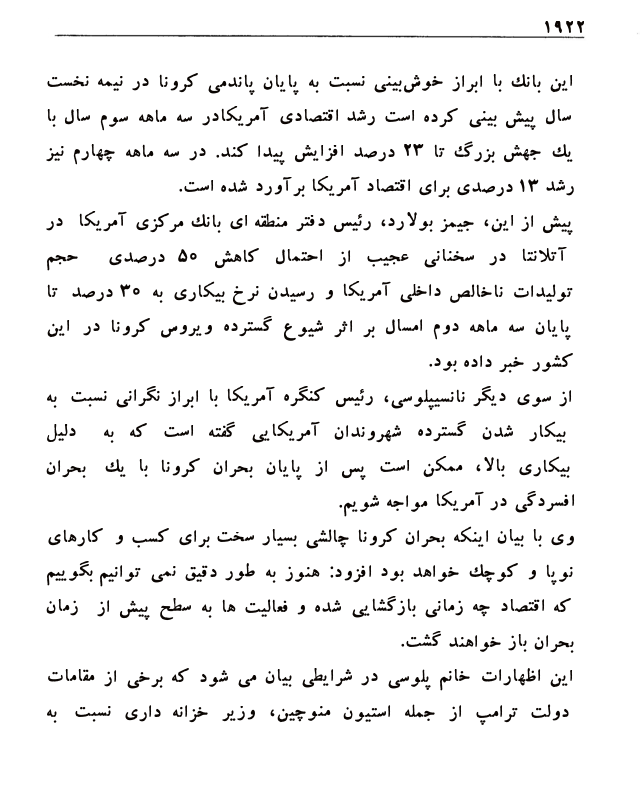 ۱۹۲۲
این بانك با ابراز خوش‌بینی نسبت به پایان پاندمی کرونا در نیمه نخست
سال پیش بینی کرده است رشد اقتصادی آمریکادر سه ماهه سوم سال با
یك جهش بزرگ تا ۲۳ درصد افزایش پیدا کند. در سه ماهه چهارم نیز
رشد ۱۳ درصدی برای اقتصاد آمریکا برآورد شده است.
پیش از این، جیمز بولارد، رئیس دفتر منطقه ای بانك مرکزی آمریکا در
آتلانتا در سخنانی عجیب از احتمال کاهش ۵۰ درصدی حجم
تولیدات ناخالص داخلی آمریکا و رسیدن نرخ بیکاری به ۳۰ درصد تا
پایان سه ماهه دوم امسال بر اثر شیوع گسترده ویروس کرونا در این
کشور خبر داده بود.
از سوی دیگر نانسیپلوسی، رئیس کنگره آمریکا با ابراز نگرانی نسبت به
بیکار شدن گسترده شهروندان آمریکایی گفته است که به دلیل
بیکاری بالا، ممکن است پس از پایان بحران کرونا با یك بحران
افسردگی در آمریکا مواجه شویم.
وی با بیان اینکه بحران کرونا چالشی بسیار سخت برای کسب و کارهای
نوپا و کوچك خواهد بود افزود: هنوز به طور دقیق نمی توانیم بگوییم
که اقتصاد چه زمانی بازگشایی شده و فعالیت ها به سطح پیش از زمان
بحران باز خواهند گشت.
این اظهارات خانم پلوسی در شرایطی بیان می شود که برخی از مقامات
دولت ترامپ از جمله استیون منوچین، وزیر خزانه داری نسبت به